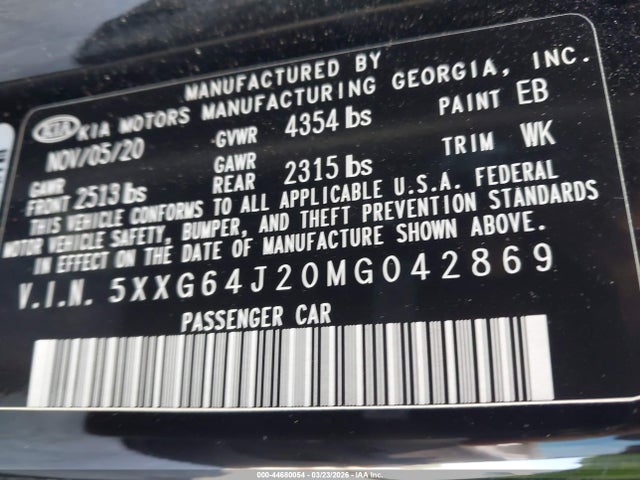 MANUFACTURED BY
KIA KIA MOTORS MANUFACTURING GEORGIA, INC.
NOV/05/20 GVWR 4354 lbs PAINT EB
GAWR FRONT 2513 lbs GAWR REAR 2315 lbs TRIM WK
THIS VEHICLE CONFORMS TO ALL APPLICABLE U.S.A. FEDERAL
MOTOR VEHICLE SAFETY, BUMPER, AND THEFT PREVENTION STANDARDS
IN EFFECT ON THE DATE OF MANUFACTURE SHOWN ABOVE.
V.I.N. 5XXG64J20MG042869
PASSENGER CAR
000-44680054 - 03/23/2026 - IAA Inc.